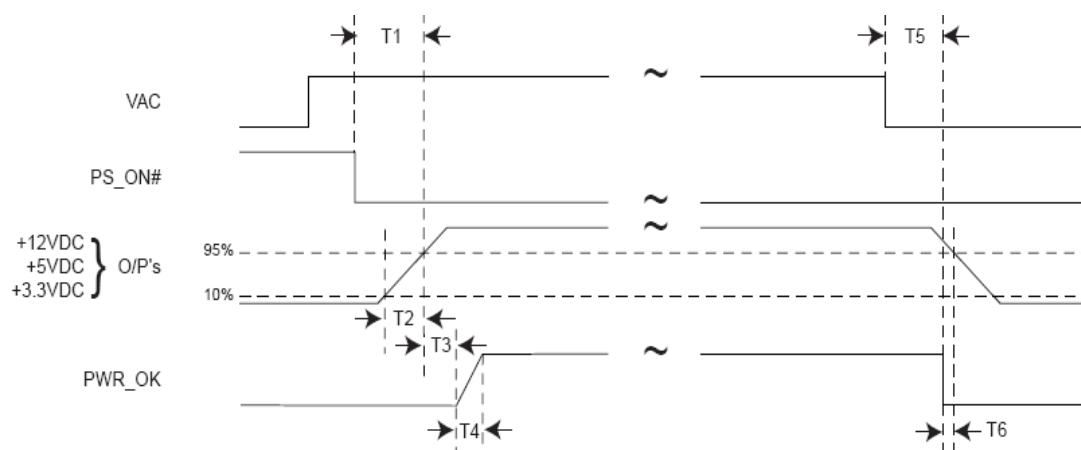 T1
T5
VAC
~
PS_ON#
~
~
+12VDC
+5VDC } O/P's
+3.3VDC
95%
10%
T2
T3
~
PWR_OK
T4
T6